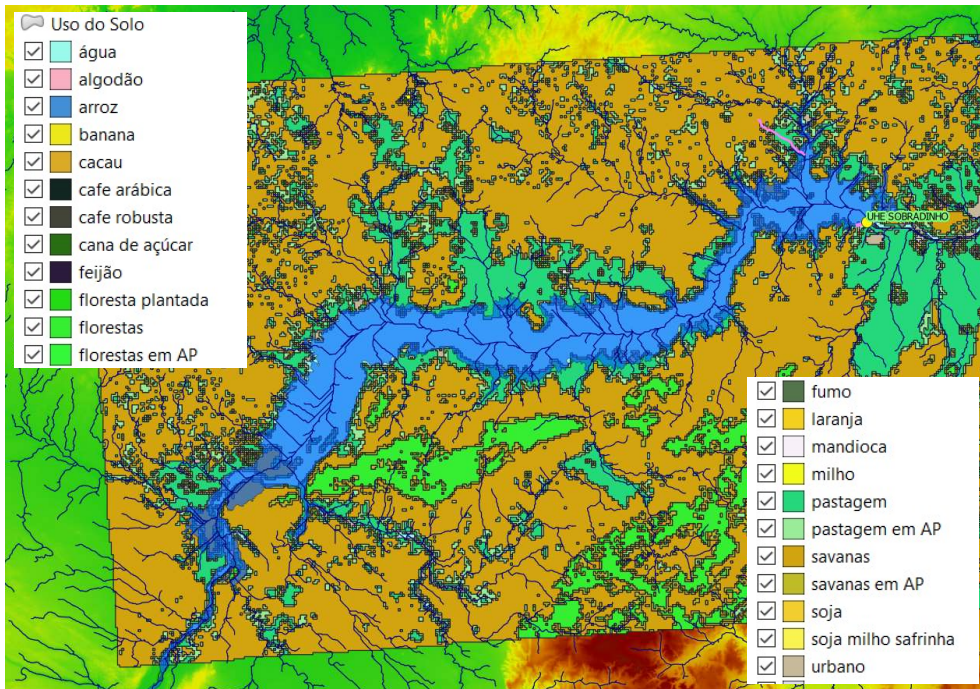 Uso do Solo
água
algodão
arroz
banana
cacau
cafe arábica
cafe robusta
cana de açúcar
feijão
floresta plantada
florestas
florestas em AP
UHE SOBRADINHO
fumo
laranja
mandioca
milho
pastagem
pastagem em AP
savanas
savanas em AP
soja
soja milho safrinha
urbano